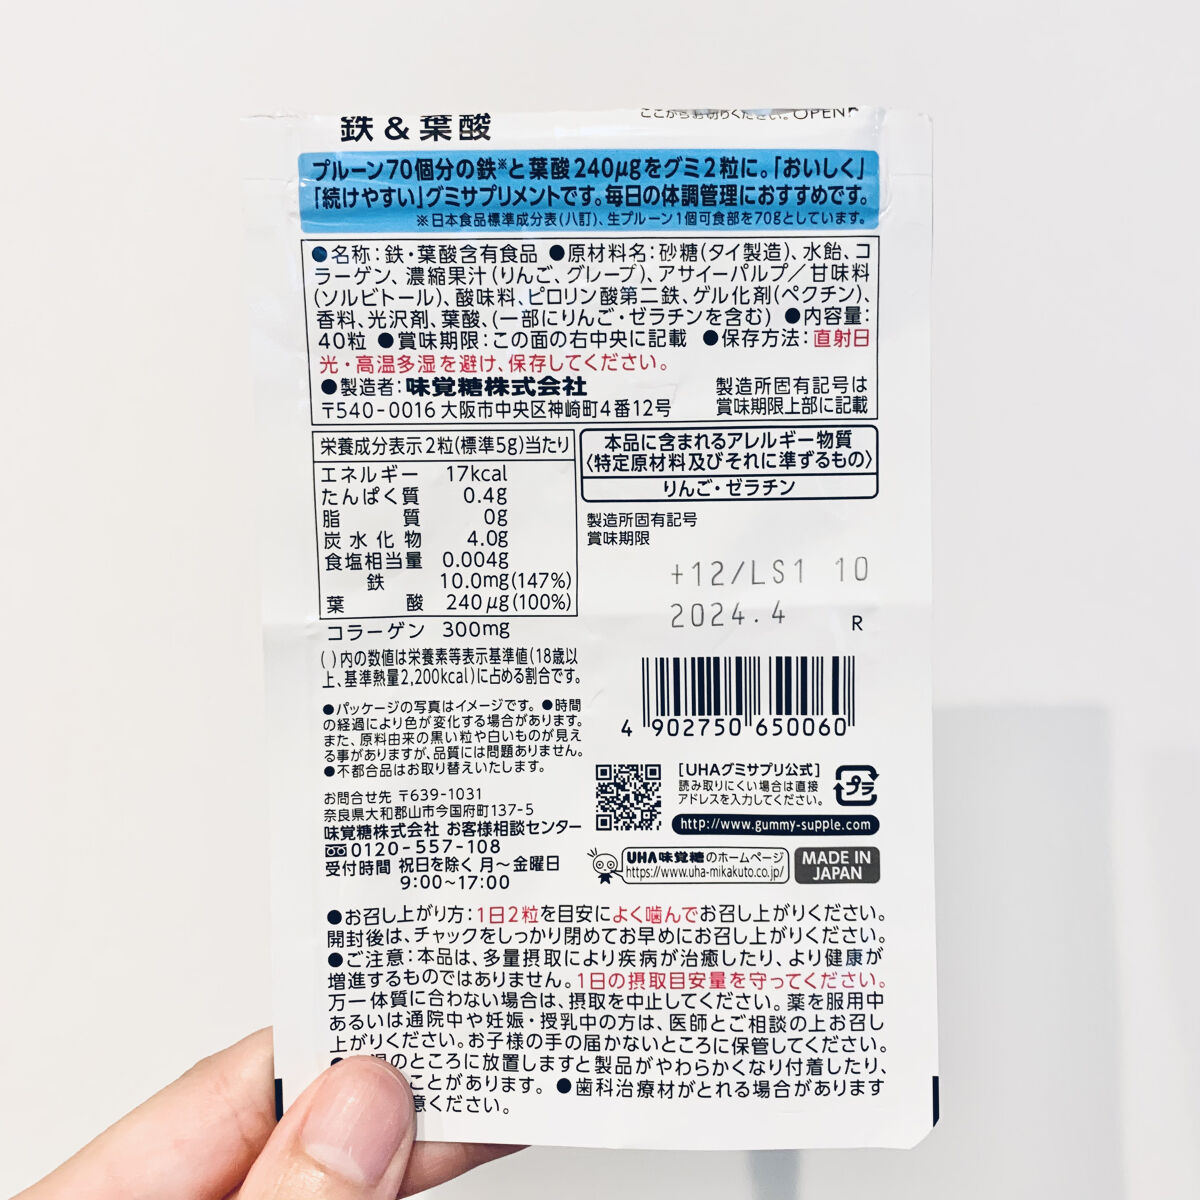 ここからお切りください。OPEN
鉄 & 葉酸
プルーン70個分の鉄※と葉酸240μgをグミ2粒に。「おいしく」
「続けやすい」グミサプリメントです。毎日の体調管理におすすめです。
※日本食品標準成分表(八訂)、生プルーン1個可食部を70gとしています。
●名称:鉄・葉酸含有食品 ●原材料名:砂糖(タイ製造)、水飴、コ
ラーゲン、濃縮果汁(りんご、グレープ)、アサイーパルプ/甘味料
(ソルビトール)、酸味料、ピロリン酸第二鉄、ゲル化剤(ペクチン)、
香料、光沢剤、葉酸、(一部にりんご・ゼラチンを含む) ●内容量:
40粒 ●賞味期限:この面の右中央に記載 ●保存方法:直射日
光・高温多湿を避け、保存してください。
●製造者:味覚糖株式会社
〒540-0016 大阪市中央区神崎町4番12号
製造所固有記号は
賞味期限上部に記載
栄養成分表示2粒(標準5g)当たり
エネルギー 17kcal
たんぱく質 0.4g
脂質 0g
炭水化物 4.0g
食塩相当量 0.004g
鉄 10.0mg(147%)
葉酸 240μg(100%)
コラーゲン 300mg
( )内の数値は栄養素等表示基準値(18歳以
上、基準熱量2,200kcal)に占める割合です。
本品に含まれるアレルギー物質
〈特定原材料及びそれに準ずるもの〉
りんご・ゼラチン
製造所固有記号
賞味期限
+12/LS1 10
2024.4
R
4 902750 650060
●パッケージの写真はイメージです。●時間
の経過により色が変化する場合があります。
また、原料由来の黒い粒や白いものが見え
る事がありますが、品質には問題ありません。
●不都合品はお取り替えいたします。
お問合せ先 〒639-1031
奈良県大和郡山市今国府町137-5
味覚糖株式会社 お客様相談センター
0120-557-108
受付時間 祝日を除く 月～金曜日
9:00～17:00
[UHAグミサプリ公式]
読み取りにくい場合は直接
アドレスを入力してください。
プラ
http://www.gummy-supple.com
UHA味覚糖のホームページ
https://www.uha-mikakuto.co.jp/
MADE IN
JAPAN
●お召し上がり方:1日2粒を目安によく噛んでお召し上がりください。
開封後は、チャックをしっかり閉めてお早めにお召し上がりください。
●ご注意:本品は、多量摂取により疾病が治癒したり、より健康が
増進するものではありません。1日の摂取目安量を守ってください。
万一体質に合わない場合は、摂取を中止してください。薬を服用中
あるいは通院中や妊娠・授乳中の方は、医師とご相談の上お召し
上がりください。お子様の手の届かないところに保管してください。
のところに放置しますと製品がやわらかくなり付着したり、
ことがあります。●歯科治療材がとれる場合があります
意ください。